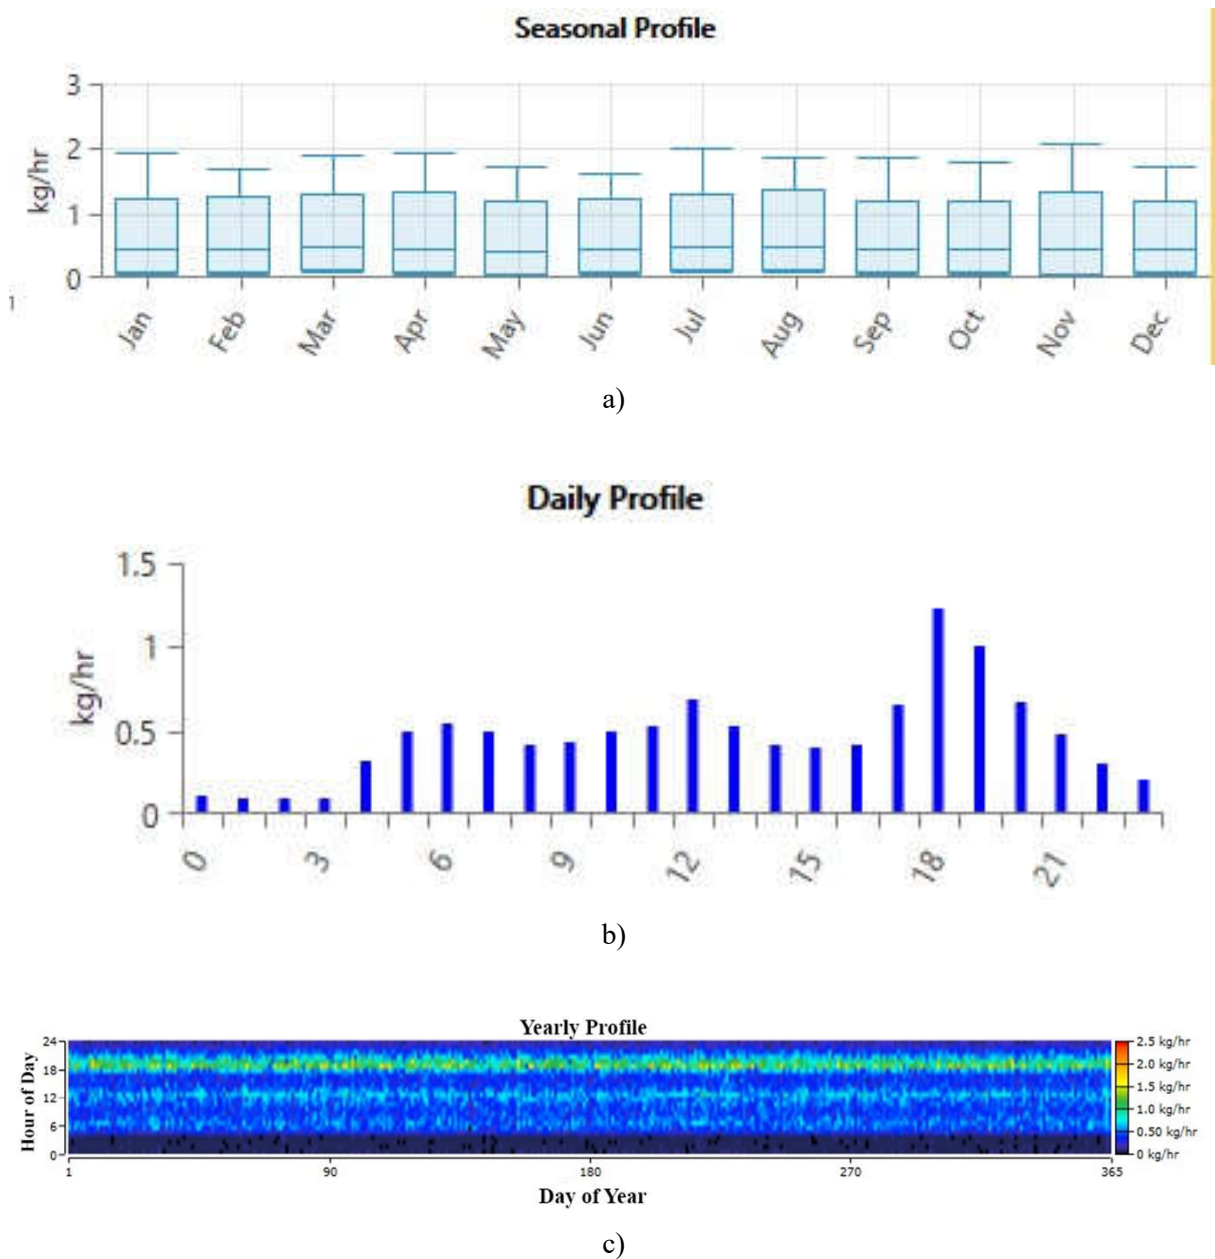 Seasonal Profile
3
2
1
0
kg/hr
1
Jan Feb Mar Apr May Jun Jul Aug Sep Oct Nov Dec
a)
Daily Profile
1.5
1
0.5
0
kg/hr
0 3 6 9 12 15 18 21
b)
Yearly Profile
24
18
12
6
0
Hour of Day
2.5 kg/hr
2.0 kg/hr
1.5 kg/hr
1.0 kg/hr
0.50 kg/hr
0 kg/hr
1 90 180 270 365
Day of Year
c)